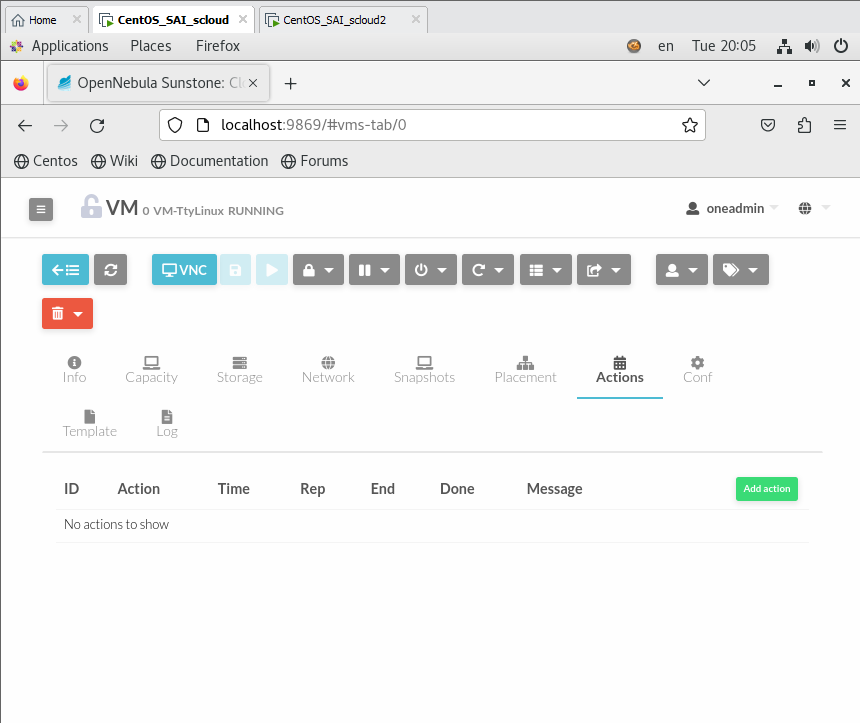 Home
CentOS_SAI_scloud
CentOS_SAI_scloud2
Applications Places Firefox en Tue 20:05
OpenNebula Sunstone: Cl
localhost:9869/#vms-tab/0
Centos Wiki Documentation Forums
VM 0 VM-TtyLinux RUNNING
oneadmin
VNC
Info Capacity Storage Network Snapshots Placement Actions Conf
Template Log
ID Action Time Rep End Done Message Add action
No actions to show